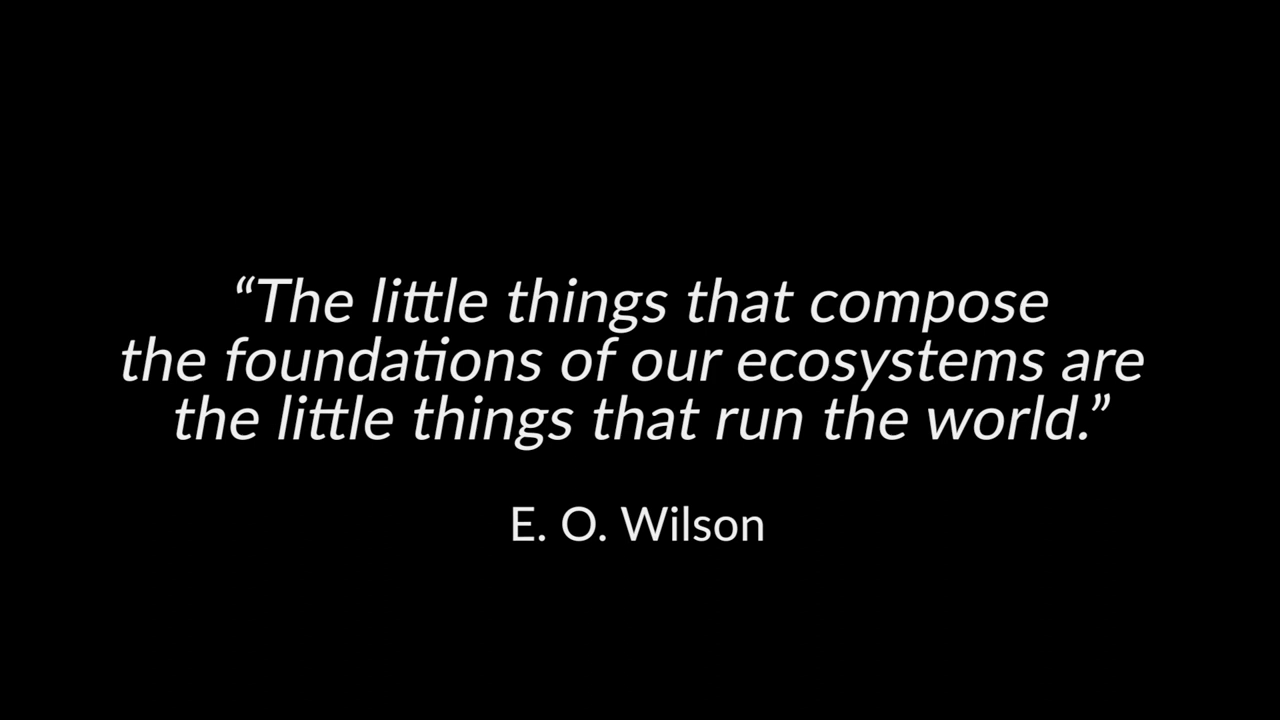 “The little things that compose
the foundations of our ecosystems are
the little things that run the world.”
E. O. Wilson